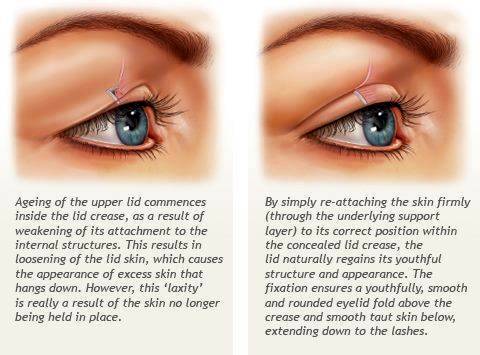 Ageing of the upper lid commences
inside the lid crease, as a result of
weakening of its attachment to the
internal structures. This results in
loosening of the lid skin, which causes
the appearance of excess skin that
hangs down. However, this ‘laxity’
is really a result of the skin no longer
being held in place.
By simply re-attaching the skin firmly
(through the underlying support
layer) to its correct position within
the concealed lid crease, the
lid naturally regains its youthful
structure and appearance. The
fixation ensures a youthfully, smooth
and rounded eyelid fold above the
crease and smooth taut skin below,
extending down to the lashes.